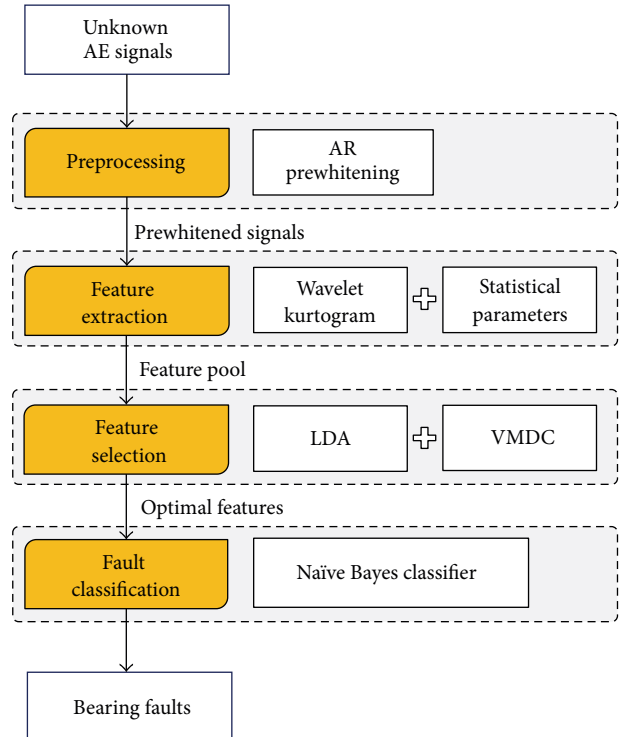 Unknown
AE signals
Preprocessing
AR
prewhitening
Prewhitened signals
Feature
extraction
Wavelet
kurtogram
Statistical
parameters
Feature pool
Feature
selection
LDA
VMDC
Optimal features
Fault
classification
Naïve Bayes classifier
Bearing faults